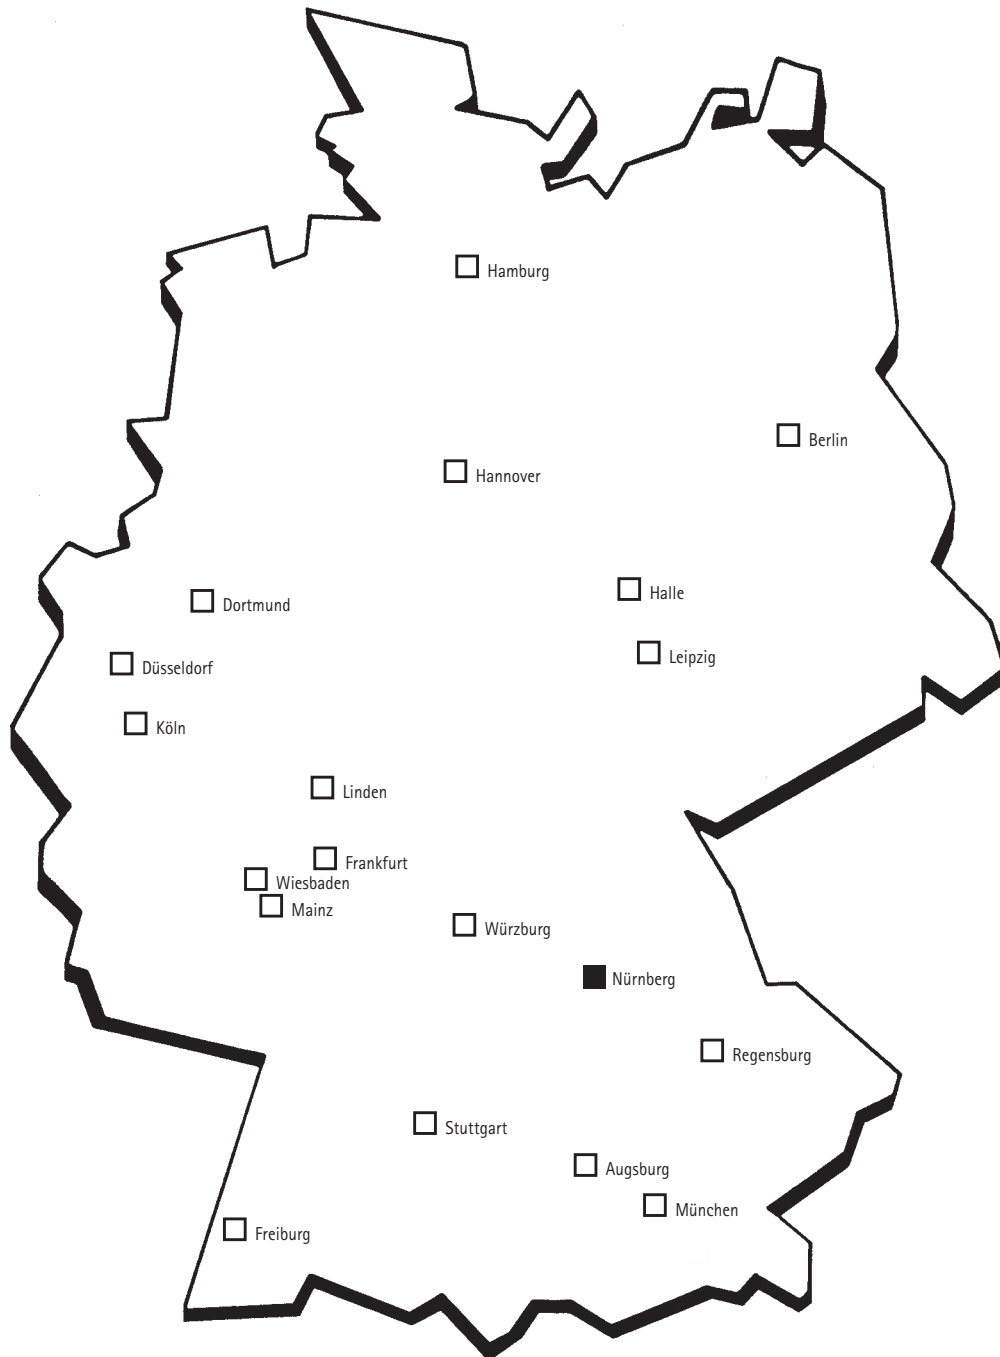 Hamburg
Berlin
Hannover
Halle
Dortmund
Leipzig
Düsseldorf
Köln
Linden
Frankfurt
Wiesbaden
Mainz
Würzburg
Nürnberg
Regensburg
Stuttgart
Augsburg
München
Freiburg